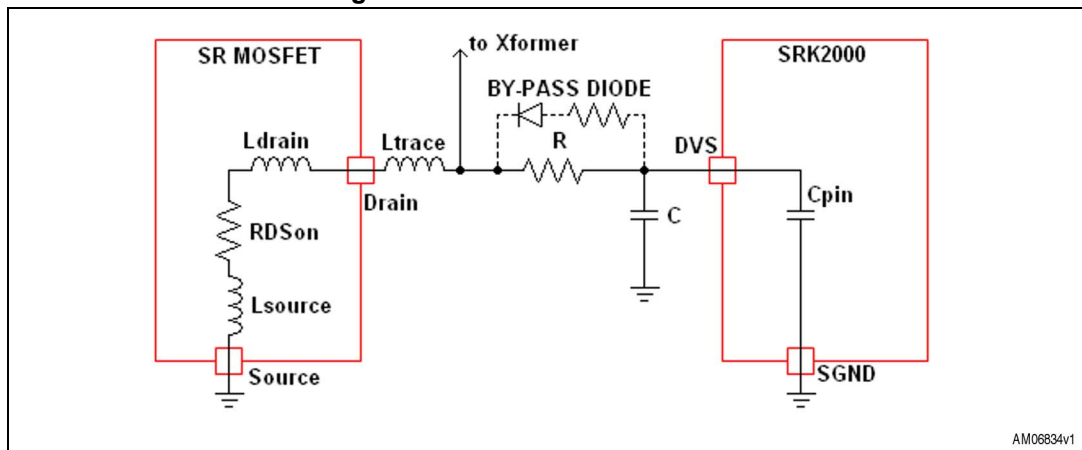 to Xformer
SR MOSFET
SRK2000
BY-PASS DIODE
Ldrain
Ltrace
R
DVS
Drain
Cpin
C
RDSon
Lsource
Source
SGND
AM06834v1